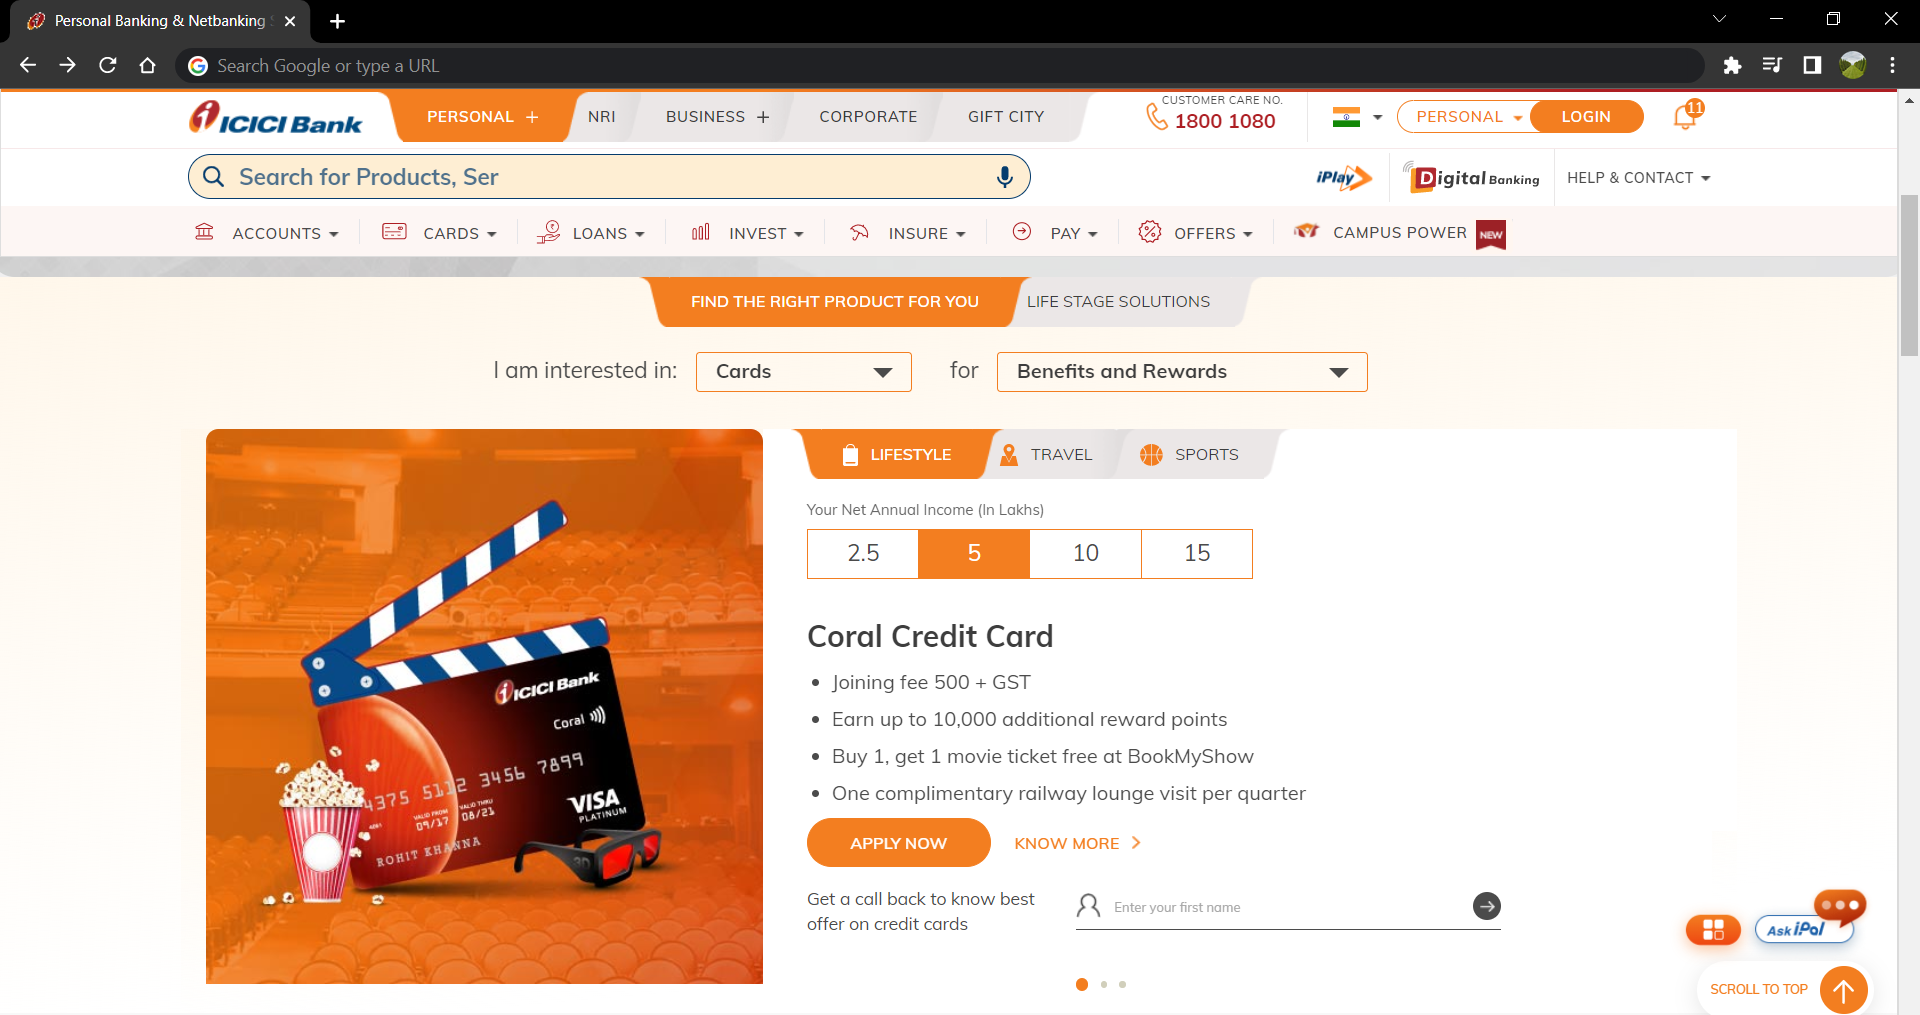 Personal Banking & Netbanking
Search Google or type a URL
ICICI Bank
PERSONAL +
NRI
BUSINESS +
CORPORATE
GIFT CITY
CUSTOMER CARE NO.
1800 1080
PERSONAL
LOGIN
11
Search for Products, Ser
iPlay
Digital Banking
HELP & CONTACT
ACCOUNTS
CARDS
LOANS
INVEST
INSURE
PAY
OFFERS
CAMPUS POWER
NEW
FIND THE RIGHT PRODUCT FOR YOU
LIFE STAGE SOLUTIONS
I am interested in:
Cards
for
Benefits and Rewards
LIFESTYLE
TRAVEL
SPORTS
Your Net Annual Income (In Lakhs)
2.5
5
10
15
Coral Credit Card
• Joining fee 500 + GST
• Earn up to 10,000 additional reward points
• Buy 1, get 1 movie ticket free at BookMyShow
• One complimentary railway lounge visit per quarter
APPLY NOW
KNOW MORE
Get a call back to know best
offer on credit cards
Enter your first name
ICICI Bank
Coral
4375 5112 3456 7899
VALID FROM
09/17
VALID THRU
08/21
VISA
PLATINUM
ROHIT KHANNA
3D
Ask iPal
SCROLL TO TOP